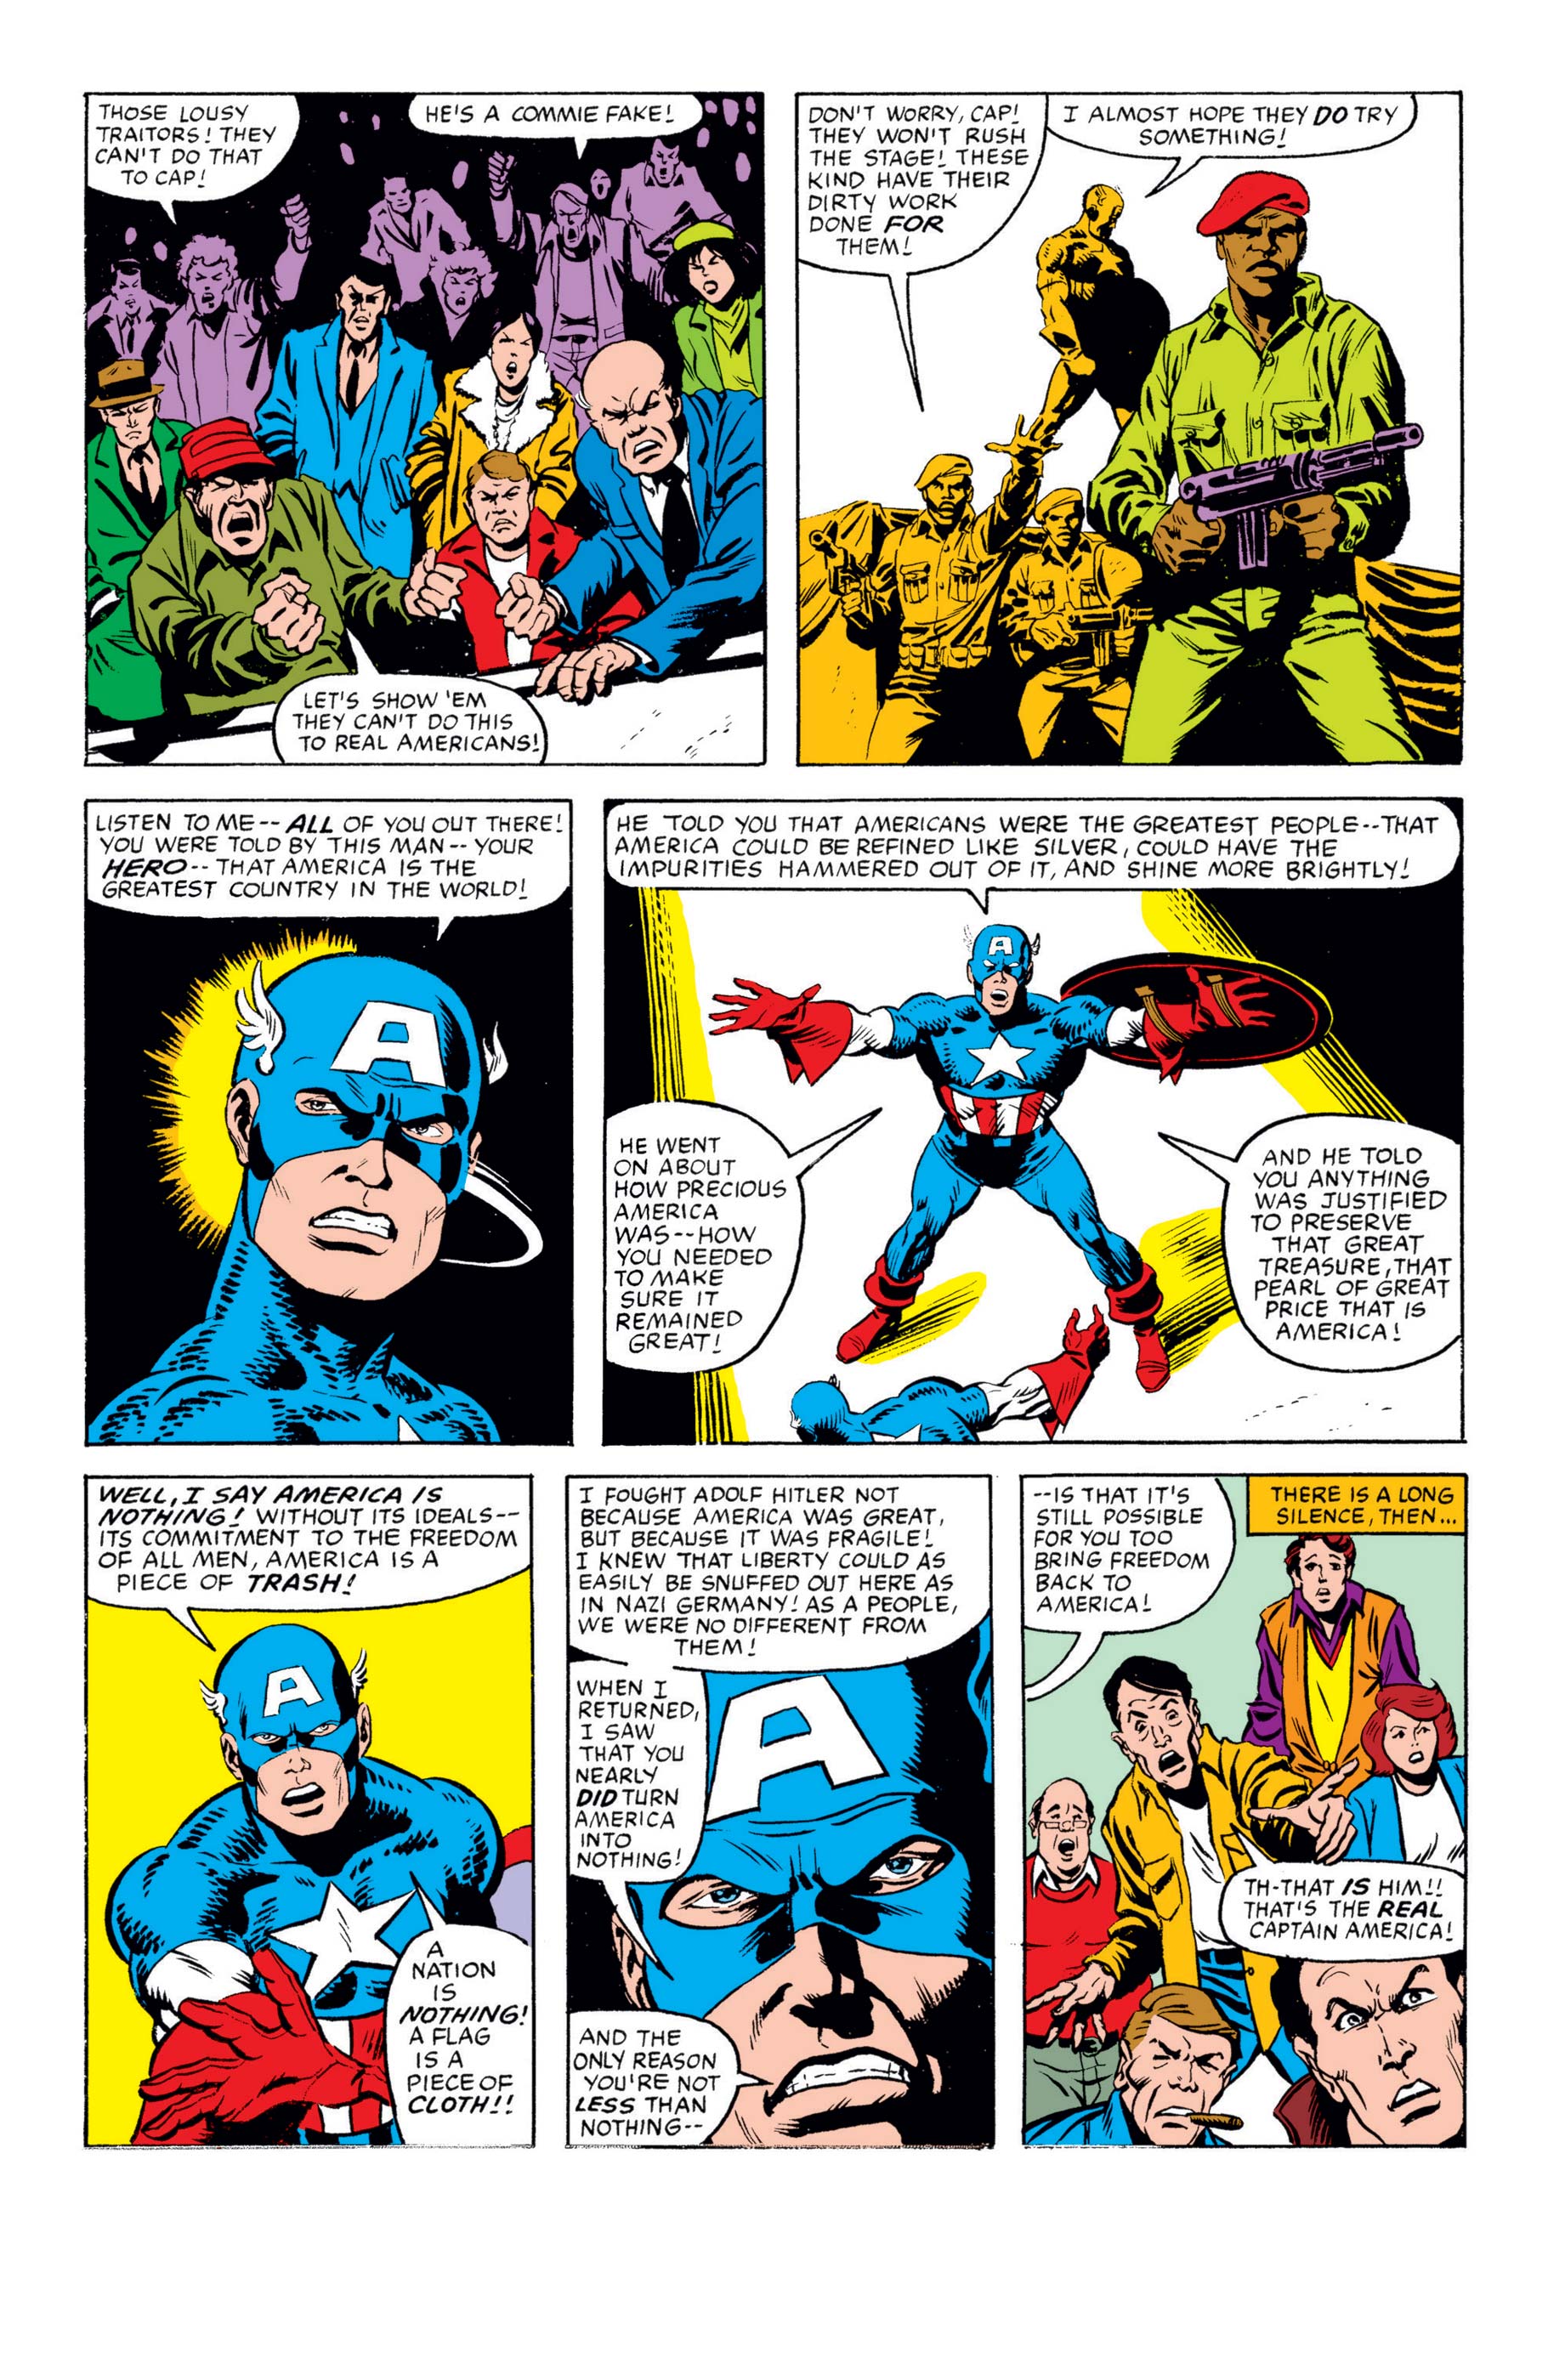 THOSE LOUSY
TRAITORS! THEY
CAN'T DO THAT
TO CAP!
HE'S A COMMIE FAKE!
LET'S SHOW 'EM
THEY CAN'T DO THIS
TO REAL AMERICANS!
DON'T WORRY, CAP!
THEY WON'T RUSH
THE STAGE! THESE
KIND HAVE THEIR
DIRTY WORK
DONE FOR
THEM!
I ALMOST HOPE THEY DO TRY
SOMETHING!
LISTEN TO ME-- ALL OF YOU OUT THERE!
YOU WERE TOLD BY THIS MAN-- YOUR
HERO-- THAT AMERICA IS THE
GREATEST COUNTRY IN THE WORLD!
A
HE TOLD YOU THAT AMERICANS WERE THE GREATEST PEOPLE--THAT
AMERICA COULD BE REFINED LIKE SILVER, COULD HAVE THE
IMPURITIES HAMMERED OUT OF IT, AND SHINE MORE BRIGHTLY!
A
HE WENT
ON ABOUT
HOW PRECIOUS
AMERICA
WAS--HOW
YOU NEEDED
TO MAKE
SURE IT
REMAINED
GREAT!
AND HE TOLD
YOU ANYTHING
WAS JUSTIFIED
TO PRESERVE
THAT GREAT
TREASURE, THAT
PEARL OF GREAT
PRICE THAT IS
AMERICA!
WELL, I SAY AMERICA IS
NOTHING! WITHOUT ITS IDEALS--
ITS COMMITMENT TO THE FREEDOM
OF ALL MEN, AMERICA IS A
PIECE OF TRASH!
A
A
NATION
IS
NOTHING!
A FLAG
IS A
PIECE OF
CLOTH!!
I FOUGHT ADOLF HITLER NOT
BECAUSE AMERICA WAS GREAT,
BUT BECAUSE IT WAS FRAGILE!
I KNEW THAT LIBERTY COULD AS
EASILY BE SNUFFED OUT HERE AS
IN NAZI GERMANY! AS A PEOPLE,
WE WERE NO DIFFERENT FROM
THEM!
WHEN I
RETURNED,
I SAW
THAT YOU
NEARLY
DID TURN
AMERICA
INTO
NOTHING!
A
AND THE
ONLY REASON
YOU'RE NOT
LESS THAN
NOTHING--
--IS THAT IT'S
STILL POSSIBLE
FOR YOU TOO
BRING FREEDOM
BACK TO
AMERICA!
THERE IS A LONG
SILENCE, THEN...
TH-THAT IS HIM!!
THAT'S THE REAL
CAPTAIN AMERICA!